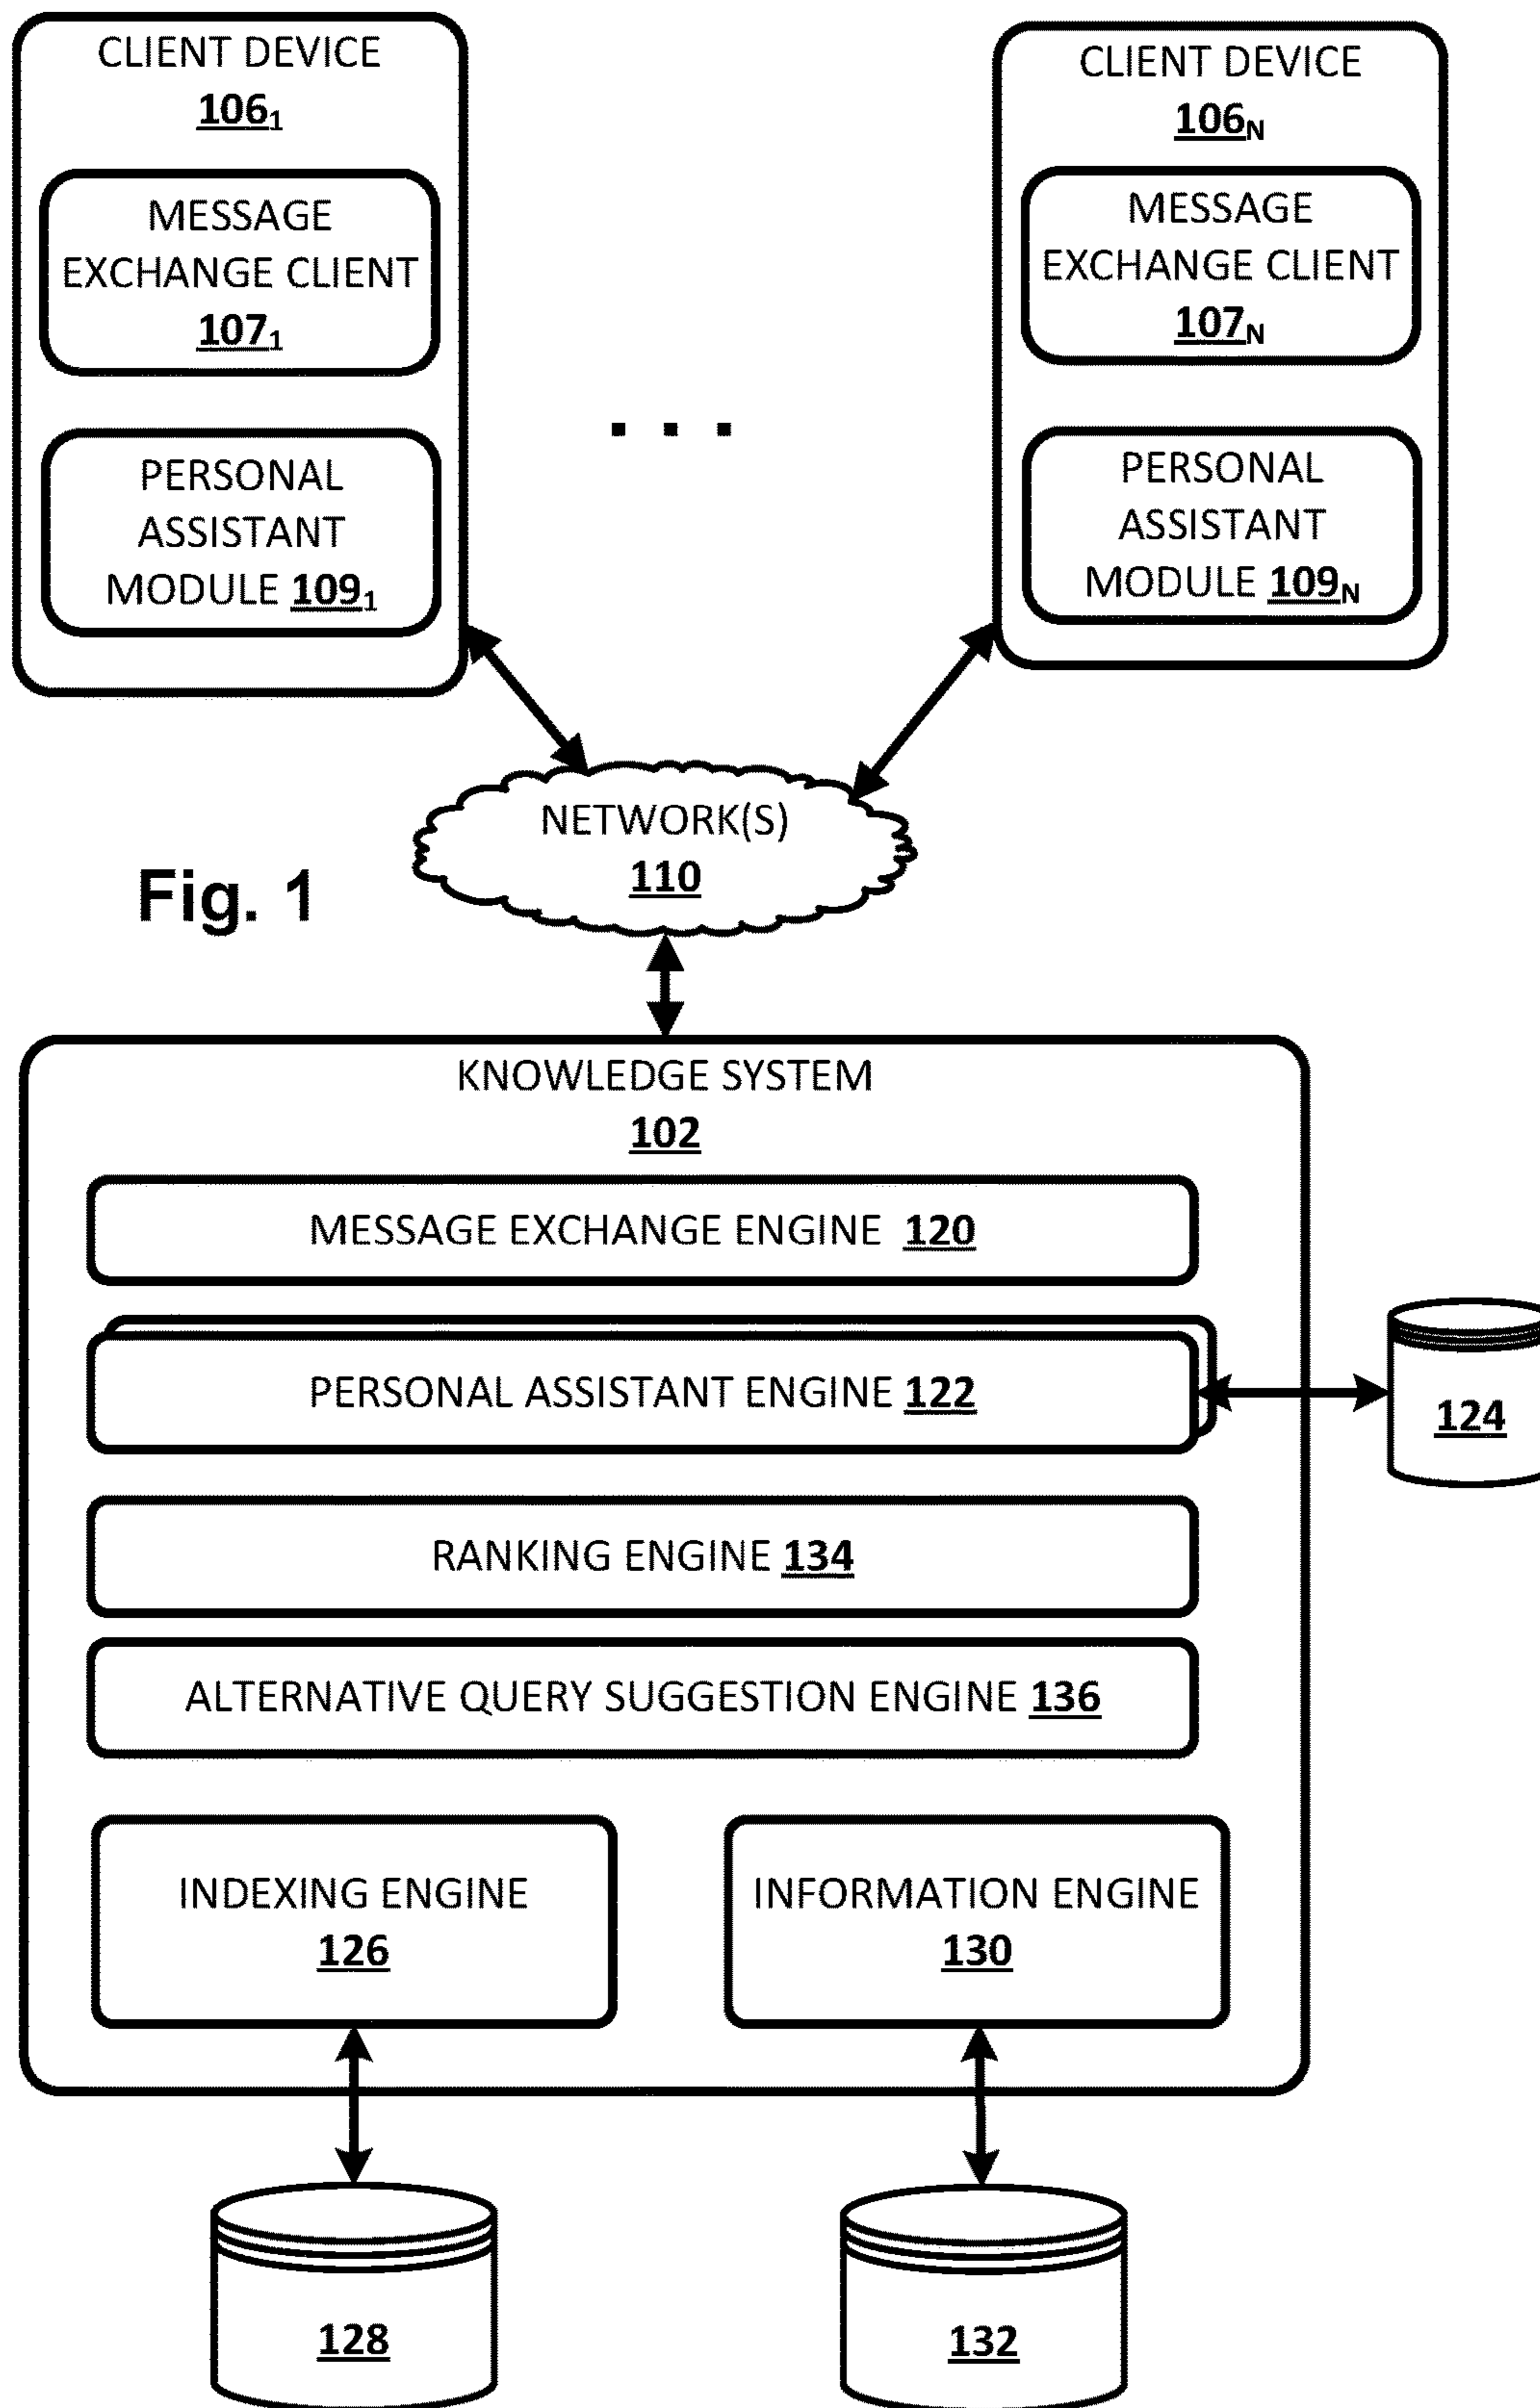 CLIENT DEVICE
106₁
MESSAGE
EXCHANGE CLIENT
107₁
PERSONAL
ASSISTANT
MODULE 109₁
. . .
CLIENT DEVICE
106N
MESSAGE
EXCHANGE CLIENT
107N
PERSONAL
ASSISTANT
MODULE 109N
NETWORK(S)
110
Fig. 1
KNOWLEDGE SYSTEM
102
MESSAGE EXCHANGE ENGINE 120
PERSONAL ASSISTANT ENGINE 122
124
RANKING ENGINE 134
ALTERNATIVE QUERY SUGGESTION ENGINE 136
INDEXING ENGINE
126
INFORMATION ENGINE
130
128
132